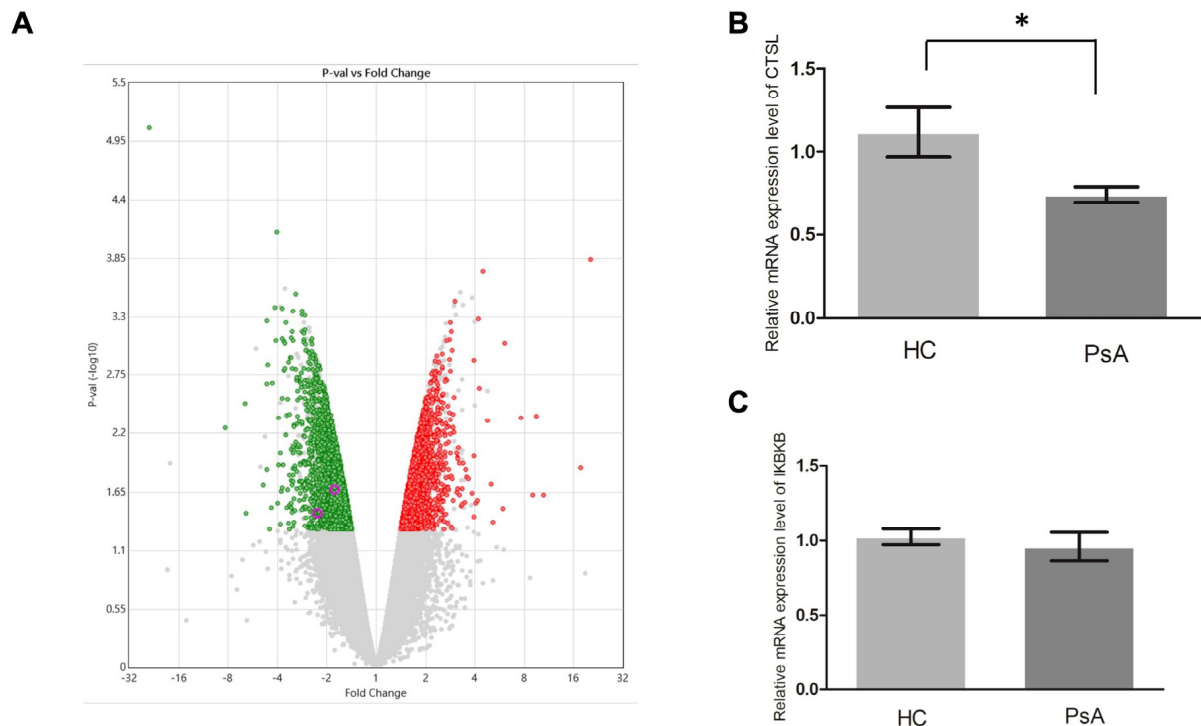 A
P-val vs Fold Change
5.5
4.95
4.4
3.85
3.3
2.75
2.2
1.65
1.1
0.55
0
P-val (-log10)
-32 -16 -8 -4 -2 1 2 4 8 16 32
Fold Change
B
*
Relative mRNA expression level of CTSL
1.5
1.0
0.5
0.0
HC PsA
C
Relative mRNA expression level of IKBKB
1.5
1.0
0.5
0.0
HC PsA